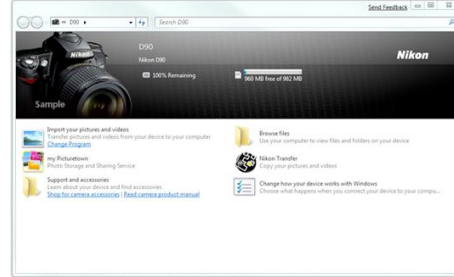 Send Feedback
D90
Search D90
D90
Nikon D90
Nikon
100% Remaining
960 MB free of 982 MB
Nikon
Sample
Import your pictures and videos
Transfer pictures and videos from your device to your computer
Change Program
Browse files
Use your computer to view files and folders on your device
my Picturetown
Photo Storage and Sharing Service
Nikon Transfer
Copy your pictures and videos
Support and accessories
Learn about your device and find accessories
Shop for camera accessories | Read camera product manual
Change how your device works with Windows
Choose what happens when you connect your device to your compu...